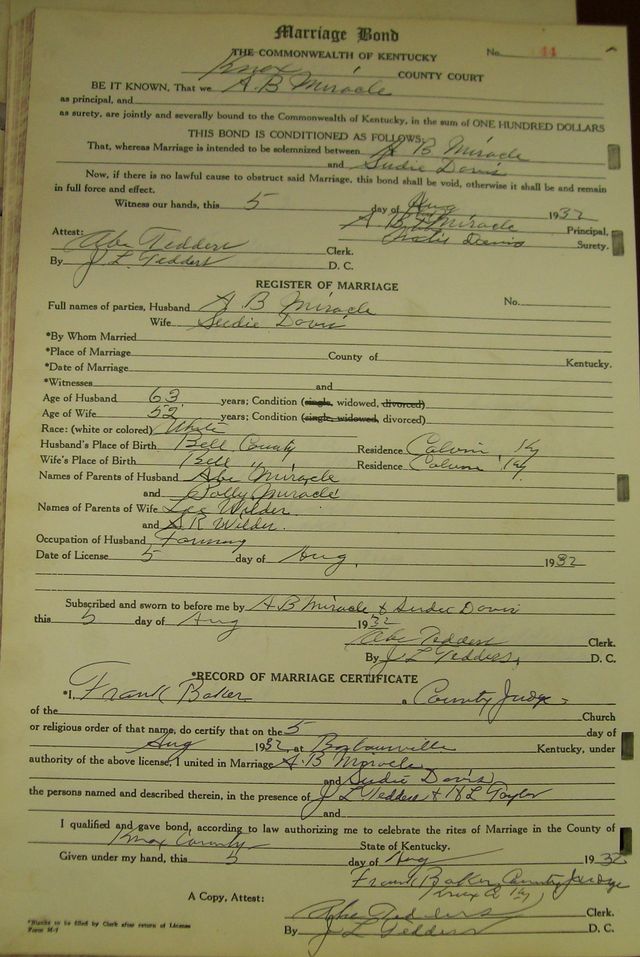 Marriage Bond
THE COMMONWEALTH OF KENTUCKY No. 44
Knox COUNTY COURT
BE IT KNOWN, That we A. B Miracle
as principal, and
as surety, are jointly and severally bound to the Commonwealth of Kentucky, in the sum of ONE HUNDRED DOLLARS
THIS BOND IS CONDITIONED AS FOLLOWS:
That, whereas Marriage is intended to be solemnized between A B Miracle
and Sudie Davis
Now, if there is no lawful cause to obstruct said Marriage, this bond shall be void, otherwise it shall be and remain
in full force and effect.
Witness our hands, this 5 day of Aug 1932
A B Miracle Principal,
Attest: Davis Surety.
Abe Tedders Clerk.
By J L Tedders D. C.
REGISTER OF MARRIAGE
Full names of parties, Husband A B Miracle No.
Wife Sudie Davis
*By Whom Married
*Place of Marriage County of Kentucky.
*Date of Marriage
*Witnesses and
Age of Husband 63 years; Condition (single, widowed, divorced)
Age of Wife 52 years; Condition (single, widowed, divorced)
Race: (white or colored) White
Husband's Place of Birth Bell County Residence Calvin, Ky
Wife's Place of Birth Bell " Residence Calvin, Ky.
Names of Parents of Husband Abe Miracle
and Polly Miracle
Names of Parents of Wife Wilder
and S. R Wilder.
Occupation of Husband Farming
Date of License 5 day of Aug. 1932
Subscribed and sworn to before me by A B Miracle & Sudie Davis
this 5 day of Aug 1932
Abe Tedders Clerk.
By J L Tedders, D. C.
*RECORD OF MARRIAGE CERTIFICATE
*I, Frank Baker a County Judge
of the Church
or religious order of that name, do certify that on the 5 day of
Aug 1932, at Barbourville Kentucky, under
authority of the above license, I united in Marriage A. B Miracle
and Sudie Davis
the persons named and described therein, in the presence of J L Tedders & H L Taylor
and
I qualified and gave bond, according to law authorizing me to celebrate the rites of Marriage in the County of
Knox County State of Kentucky.
Given under my hand, this 5 day of Aug 1932
Frank Baker County Judge
Knox Co Ky
A Copy, Attest:
Abe Tedders Clerk.
By J L Tedders D. C.
*Blanks to be filled by Clerk after return of License
Form M-1